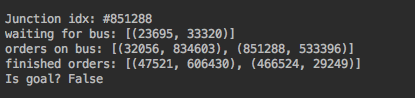 Junction idx: #851288
waiting for bus: [(23695, 33320)]
orders on bus: [(32056, 834603), (851288, 533396)]
finished orders: [(47521, 606430), (466524, 29249)]
Is goal? False